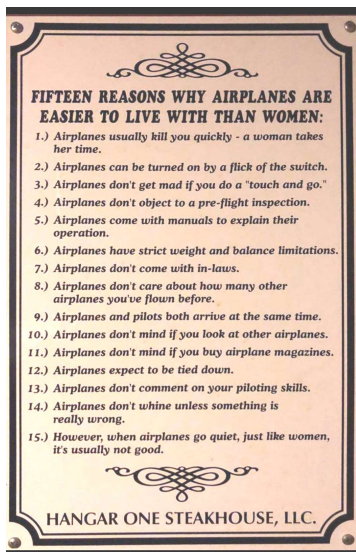 FIFTEEN REASONS WHY AIRPLANES ARE
EASIER TO LIVE WITH THAN WOMEN:
1.) Airplanes usually kill you quickly - a woman takes
her time.
2.) Airplanes can be turned on by a flick of the switch.
3.) Airplanes don't get mad if you do a "touch and go."
4.) Airplanes don't object to a pre-flight inspection.
5.) Airplanes come with manuals to explain their
operation.
6.) Airplanes have strict weight and balance limitations.
7.) Airplanes don't come with in-laws.
8.) Airplanes don't care about how many other
airplanes you've flown before.
9.) Airplanes and pilots both arrive at the same time.
10.) Airplanes don't mind if you look at other airplanes.
11.) Airplanes don't mind if you buy airplane magazines.
12.) Airplanes expect to be tied down.
13.) Airplanes don't comment on your piloting skills.
14.) Airplanes don't whine unless something is
really wrong.
15.) However, when airplanes go quiet, just like women,
it's usually not good.
HANGAR ONE STEAKHOUSE, LLC.